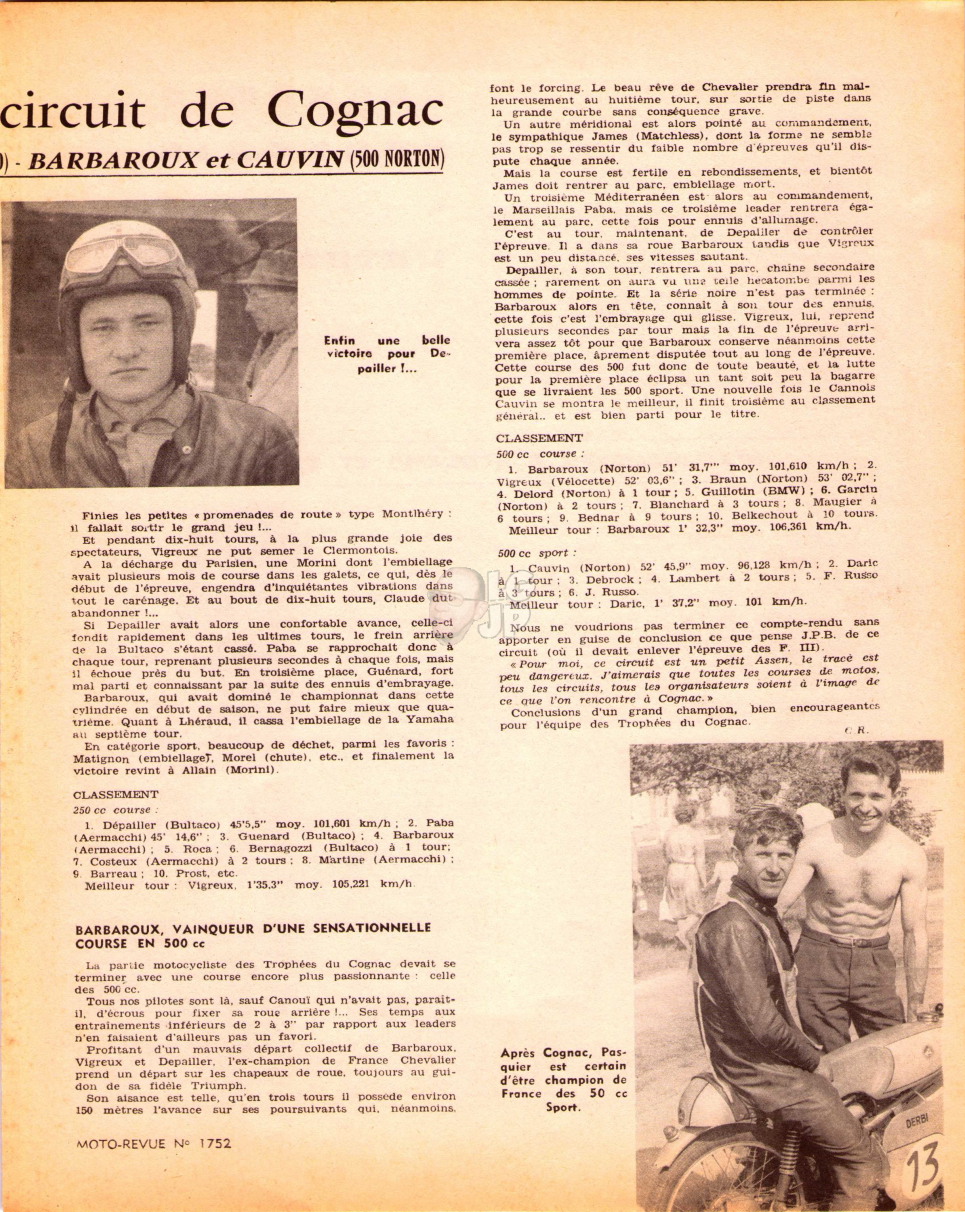 circuit de Cognac
) - BARBAROUX et CAUVIN (500 NORTON)
Enfin une belle
victoire pour De-
pailler !...
Finies les petites « promenades de route » type Montlhéry :
il fallait sortir le grand jeu !...
Et pendant dix-huit tours, à la plus grande joie des
spectateurs, Vigreux ne put semer le Clermontois.
A la décharge du Parisien, une Morini dont l'embiellage
avait plusieurs mois de course dans les galets, ce qui, dès le
début de l'épreuve, engendra d'inquiétantes vibrations dans
tout le carénage. Et au bout de dix-huit tours, Claude dut
abandonner !...
Si Depailler avait alors une confortable avance, celle-ci
fondit rapidement dans les ultimes tours, le frein arrière
de la Bultaco s'étant cassé. Paba se rapprochait donc à
chaque tour, reprenant plusieurs secondes à chaque fois, mais
il échoue près du but. En troisième place, Guénard, fort
mal parti et connaissant par la suite des ennuis d'embrayage.
Barbaroux, qui avait dominé le championnat dans cette
cylindrée en début de saison, ne put faire mieux que qua-
trième. Quant à Lhéraud, il cassa l'embiellage de la Yamaha
au septième tour.
En catégorie sport, beaucoup de déchet, parmi les favoris :
Matignon (embiellage), Morel (chute), etc., et finalement la
victoire revint à Allain (Morini).
CLASSEMENT
250 cc course :
1. Dépailler (Bultaco) 45'5,5" moy. 101,601 km/h ; 2. Paba
(Aermacchi) 45' 14,6" ; 3. Guenard (Bultaco) ; 4. Barbaroux
(Aermacchi) ; 5. Roca ; 6. Bernagozzi (Bultaco) à 1 tour;
7. Costeux (Aermacchi) à 2 tours ; 8. Martine (Aermacchi) ;
9. Barreau ; 10. Prost, etc.
Meilleur tour : Vigreux, 1'35,3" moy. 105,221 km/h.
BARBAROUX, VAINQUEUR D'UNE SENSATIONNELLE
COURSE EN 500 cc
La partie motocycliste des Trophées du Cognac devait se
terminer avec une course encore plus passionnante : celle
des 500 cc.
Tous nos pilotes sont là, sauf Canouï qui n'avait pas, paraît-
il, d'écrous pour fixer sa roue arrière !... Ses temps aux
entraînements inférieurs de 2 à 3" par rapport aux leaders
n'en faisaient d'ailleurs pas un favori.
Profitant d'un mauvais départ collectif de Barbaroux,
Vigreux et Depailler, l'ex-champion de France Chevalier
prend un départ sur les chapeaux de roue, toujours au gui-
don de sa fidèle Triumph.
Son aisance est telle, qu'en trois tours il possède environ
150 mètres l'avance sur ses poursuivants qui, néanmoins,
MOTO-REVUE N° 1752
font le forcing. Le beau rêve de Chevalier prendra fin mal-
heureusement au huitième tour, sur sortie de piste dans
la grande courbe sans conséquence grave.
Un autre méridional est alors pointé au commandement,
le sympathique James (Matchless), dont la forme ne semble
pas trop se ressentir du faible nombre d'épreuves qu'il dis-
pute chaque année.
Mais la course est fertile en rebondissements, et bientôt
James doit rentrer au parc, embiellage mort.
Un troisième Méditerranéen est alors au commandement,
le Marseillais Paba, mais ce troisième leader rentrera éga-
lement au parc, cette fois pour ennuis d'allumage.
C'est au tour, maintenant, de Depailler de contrôler
l'épreuve. Il a dans sa roue Barbaroux tandis que Vigreux
est un peu distancé, ses vitesses sautant.
Depailler, à son tour, rentrera au parc, chaîne secondaire
cassée ; rarement on aura vu une telle hecatombe parmi les
hommes de pointe. Et la série noire n'est pas terminée :
Barbaroux alors en tête, connaît à son tour des ennuis,
cette fois c'est l'embrayage qui glisse. Vigreux, lui, reprend
plusieurs secondes par tour mais la fin de l'épreuve arri-
vera assez tôt pour que Barbaroux conserve néanmoins cette
première place, âprement disputée tout au long de l'épreuve.
Cette course des 500 fut donc de toute beauté, et la lutte
pour la première place éclipsa un tant soit peu la bagarre
que se livraient les 500 sport. Une nouvelle fois le Cannois
Cauvin se montra le meilleur, il finit troisième au classement
général.. et est bien parti pour le titre.
CLASSEMENT
500 cc course :
1. Barbaroux (Norton) 51' 31,7'" moy. 101,610 km/h ; 2.
Vigreux (Vélocette) 52' 03,6" ; 3. Braun (Norton) 53' 02,7" ;
4. Delord (Norton) à 1 tour ; 5. Guillotin (BMW) ; 6. Garcin
(Norton) à 2 tours ; 7. Blanchard à 3 tours ; 8. Maugier à
6 tours ; 9. Bednar à 9 tours ; 10. Belkechout à 10 tours.
Meilleur tour : Barbaroux 1' 32,3" moy. 106,361 km/h.
500 cc sport :
1. Cauvin (Norton) 52' 45,9" moy. 96,128 km/h ; 2. Daric
à 1 tour ; 3. Debrock ; 4. Lambert à 2 tours ; 5. F. Russo
à 3 tours ; 6. J. Russo.
Meilleur tour : Daric, 1' 37,2" moy. 101 km/h.
Nous ne voudrions pas terminer ce compte-rendu sans
apporter en guise de conclusion ce que pense J.P.B. de ce
circuit (où il devait enlever l'épreuve des F. III).
« Pour moi, ce circuit est un petit Assen, le tracé est
peu dangereux. J'aimerais que toutes les courses de motos,
tous les circuits, tous les organisateurs soient à l'image de
ce que l'on rencontre à Cognac. »
Conclusions d'un grand champion, bien encourageantes
pour l'équipe des Trophées du Cognac.
C.R.
Après Cognac, Pas-
quier est certain
d'être champion de
France des 50 cc
Sport.
DERBI
13